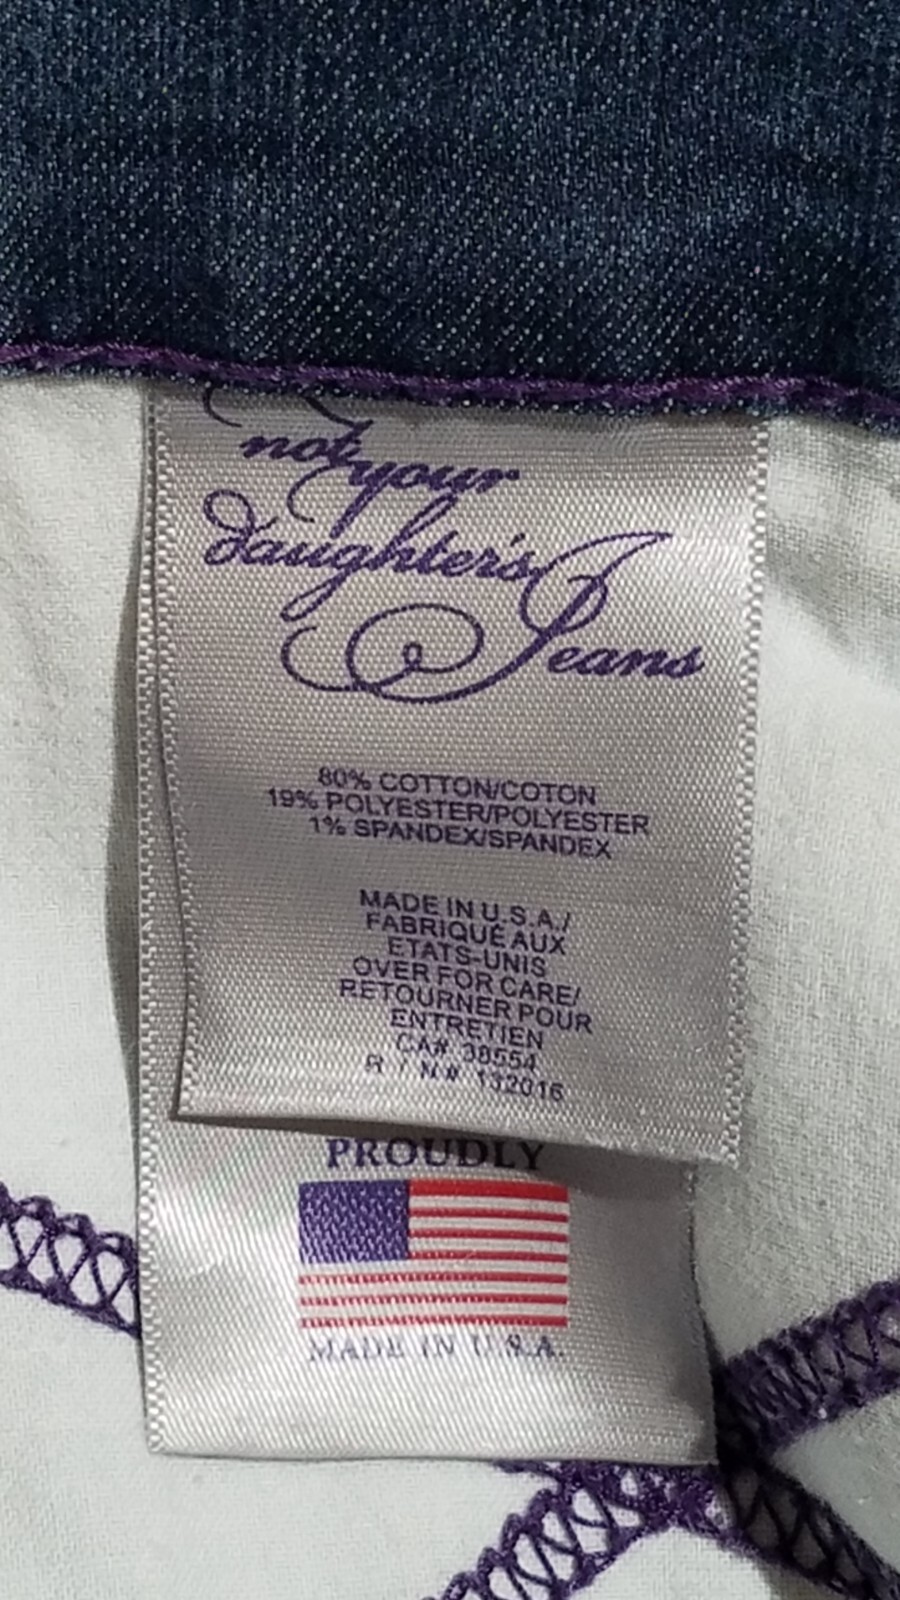 not your
daughter's Jeans
80% COTTON/COTON
19% POLYESTER/POLYESTER
1% SPANDEX/SPANDEX
MADE IN U.S.A./
FABRIQUÉ AUX
ETATS-UNIS
OVER FOR CARE/
RETOURNER POUR
ENTRETIEN
CA#. 38554
R / N # 132016
PROUDLY
MADE IN U.S.A.